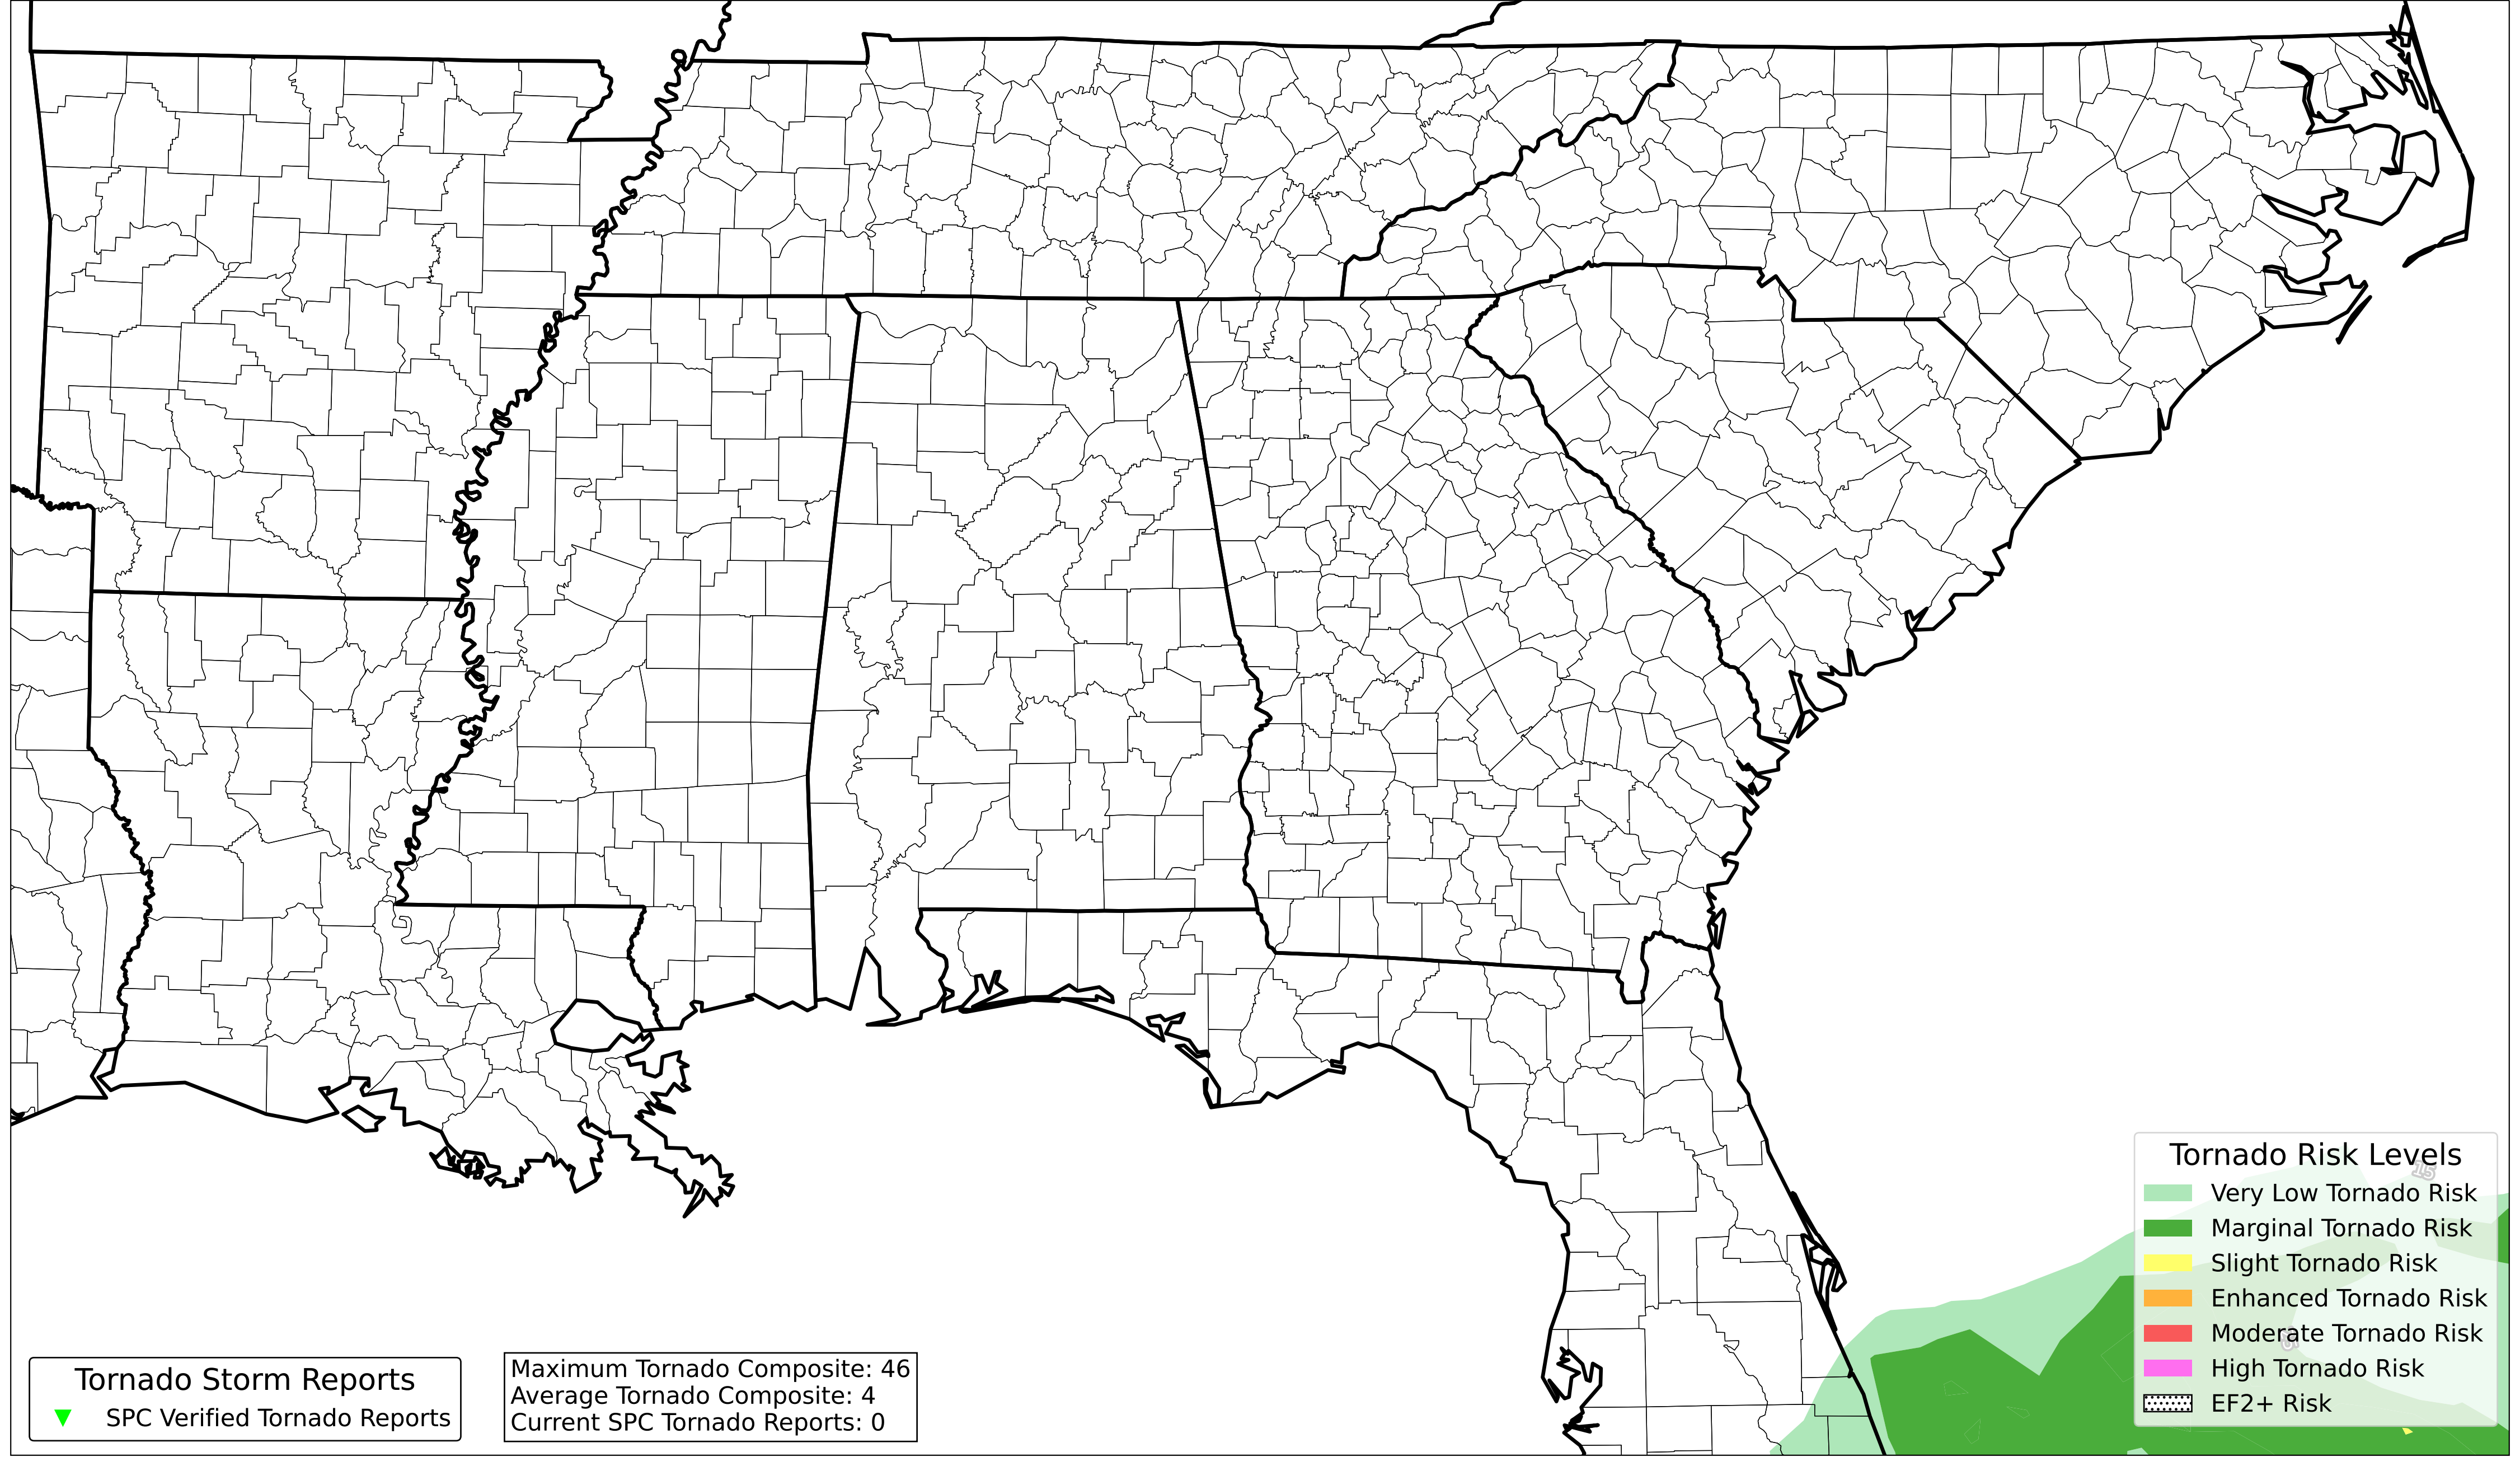 15
Tornado Risk Levels
Very Low Tornado Risk
Marginal Tornado Risk
Slight Tornado Risk
Enhanced Tornado Risk
Moderate Tornado Risk
High Tornado Risk
EF2+ Risk
Tornado Storm Reports
SPC Verified Tornado Reports
Maximum Tornado Composite: 46
Average Tornado Composite: 4
Current SPC Tornado Reports: 0